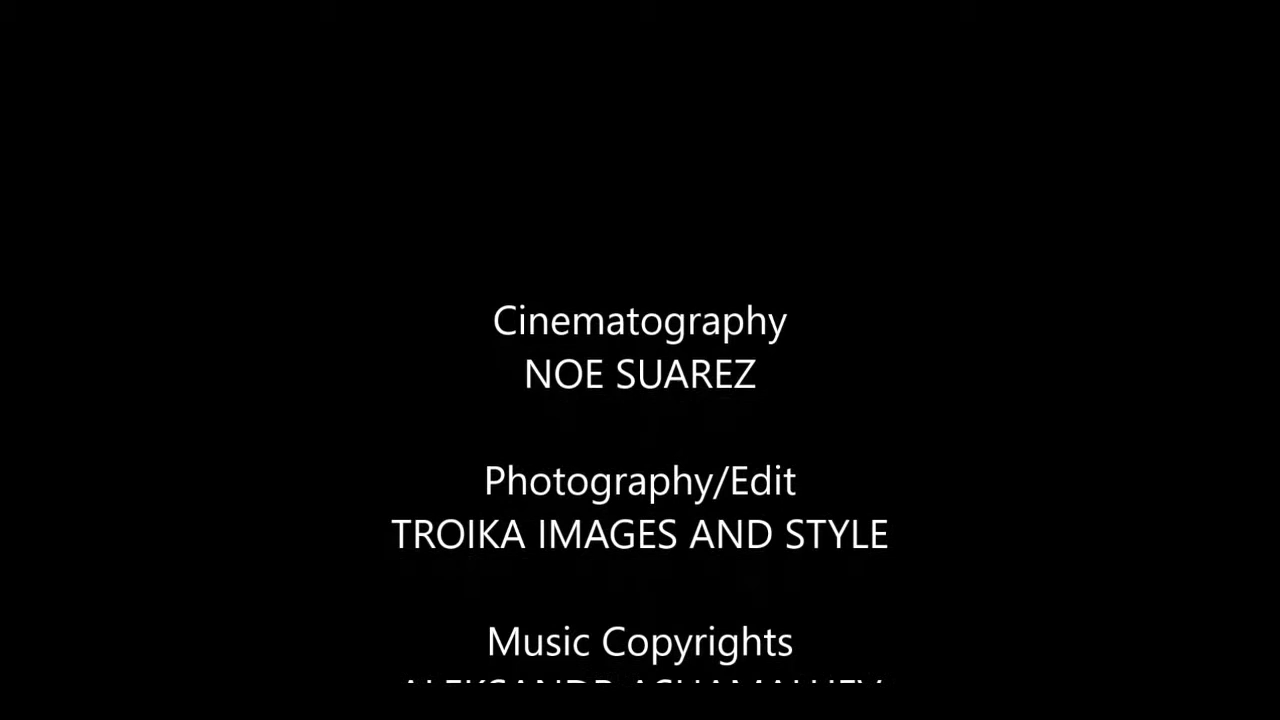 Cinematography
NOE SUAREZ
Photography/Edit
TROIKA IMAGES AND STYLE
Music Copyrights